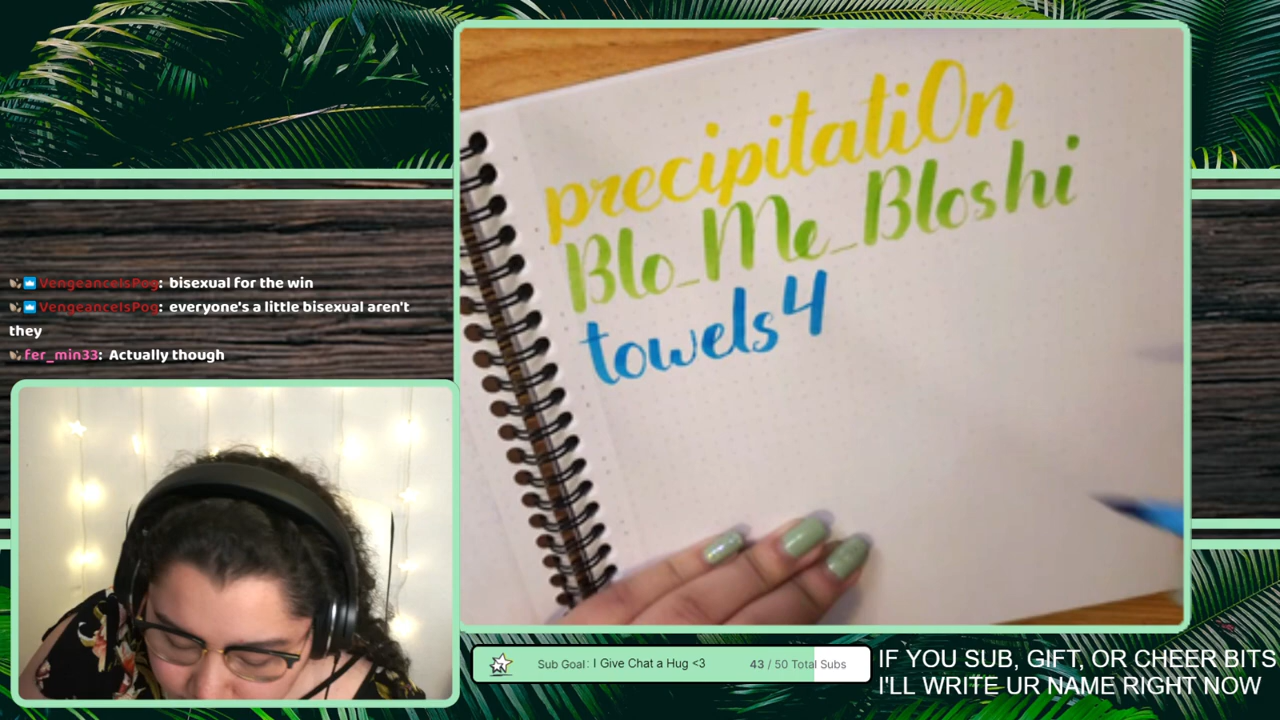 precipitatiOn
Blo_Me_Bloshi
towels4
VengeanceIsPog: bisexual for the win
VengeanceIsPog: everyone's a little bisexual aren't
they
fer_min33: Actually though
Sub Goal: I Give Chat a Hug <3 43 / 50 Total Subs
IF YOU SUB, GIFT, OR CHEER BITS
I'LL WRITE UR NAME RIGHT NOW